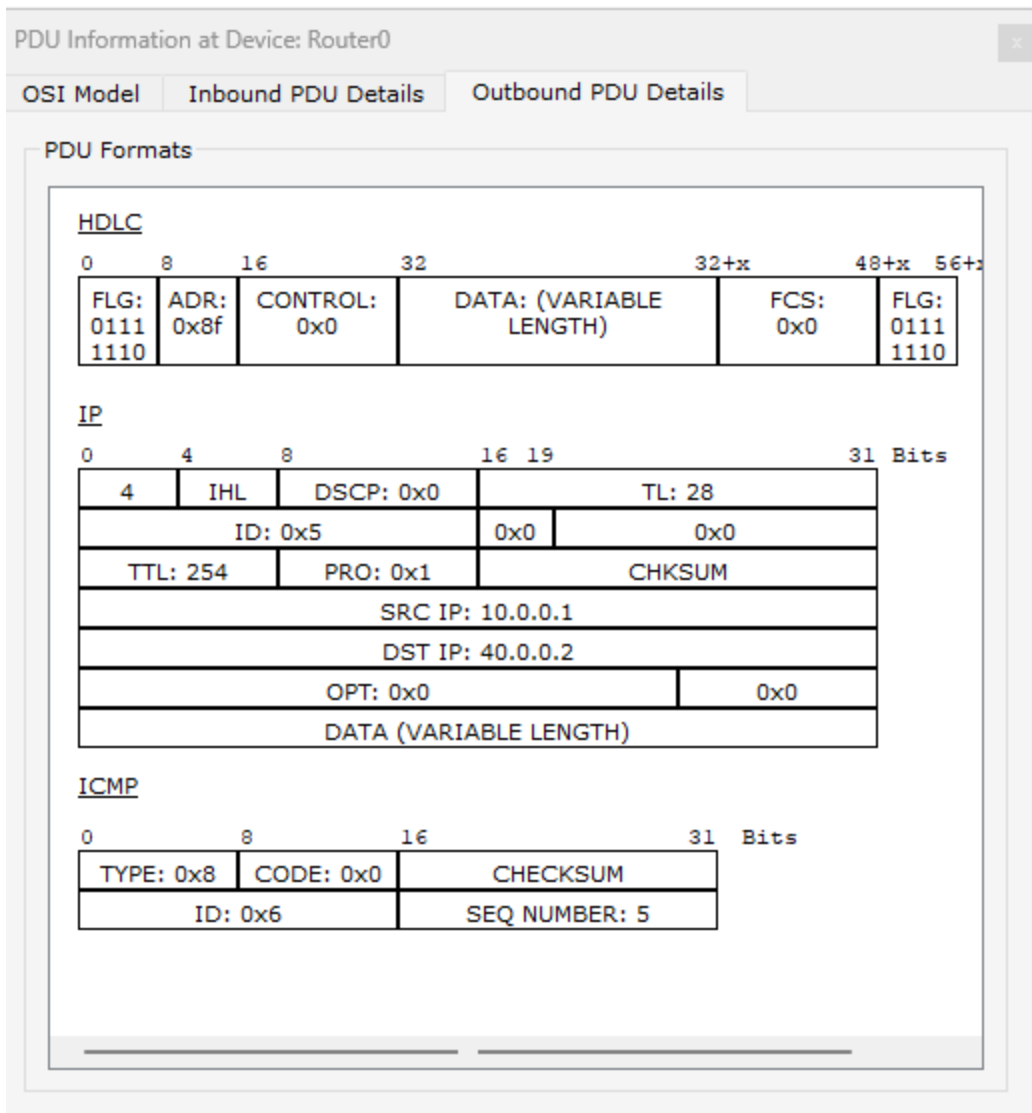 PDU Information at Device: Router0
x
OSI Model Inbound PDU Details Outbound PDU Details
PDU Formats
HDLC
0 8 16 32 32+x 48+x 56+x
FLG: ADR: CONTROL: DATA: (VARIABLE FCS: FLG:
0111 0x8f 0x0 LENGTH) 0x0 0111
1110 1110
IP
0 4 8 16 19 31 Bits
4 IHL DSCP: 0x0 TL: 28
ID: 0x5 0x0 0x0
TTL: 254 PRO: 0x1 CHKSUM
SRC IP: 10.0.0.1
DST IP: 40.0.0.2
OPT: 0x0 0x0
DATA (VARIABLE LENGTH)
ICMP
0 8 16 31 Bits
TYPE: 0x8 CODE: 0x0 CHECKSUM
ID: 0x6 SEQ NUMBER: 5